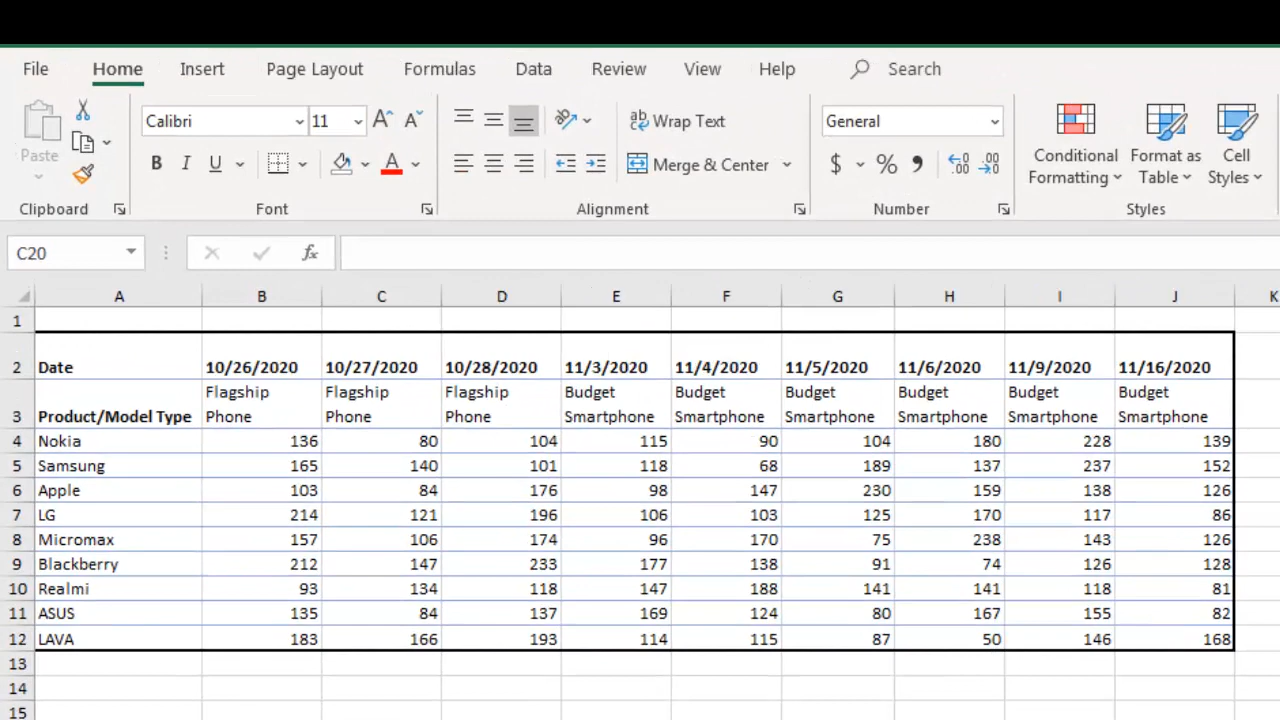 File Home Insert Page Layout Formulas Data Review View Help Search
Calibri 11 A A ab Wrap Text General
Paste B I U A Merge & Center $ % , .00 .00 Conditional Formatting Format as Table Cell Styles
Clipboard Font Alignment Number Styles
C20 fx
A B C D E F G H I J K
1
2 Date 10/26/2020 10/27/2020 10/28/2020 11/3/2020 11/4/2020 11/5/2020 11/6/2020 11/9/2020 11/16/2020
Flagship Flagship Flagship Budget Budget Budget Budget Budget Budget
3 Product/Model Type Phone Phone Phone Smartphone Smartphone Smartphone Smartphone Smartphone Smartphone
4 Nokia 136 80 104 115 90 104 180 228 139
5 Samsung 165 140 101 118 68 189 137 237 152
6 Apple 103 84 176 98 147 230 159 138 126
7 LG 214 121 196 106 103 125 170 117 86
8 Micromax 157 106 174 96 170 75 238 143 126
9 Blackberry 212 147 233 177 138 91 74 126 128
10 Realmi 93 134 118 147 188 141 141 118 81
11 ASUS 135 84 137 169 124 80 167 155 82
12 LAVA 183 166 193 114 115 87 50 146 168
13
14
15